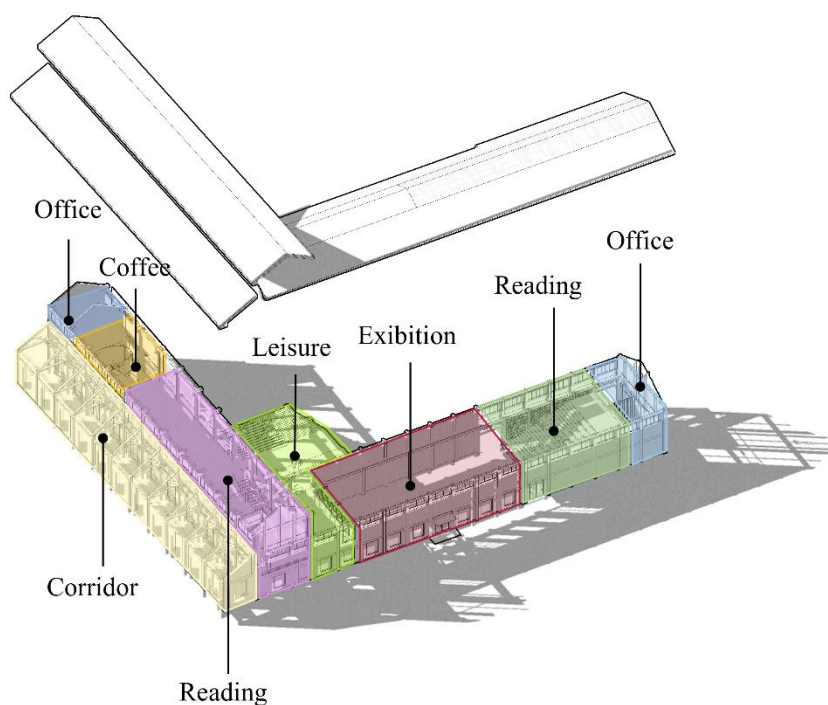 Office
Coffee
Leisure
Exibition
Reading
Office
Corridor
Reading